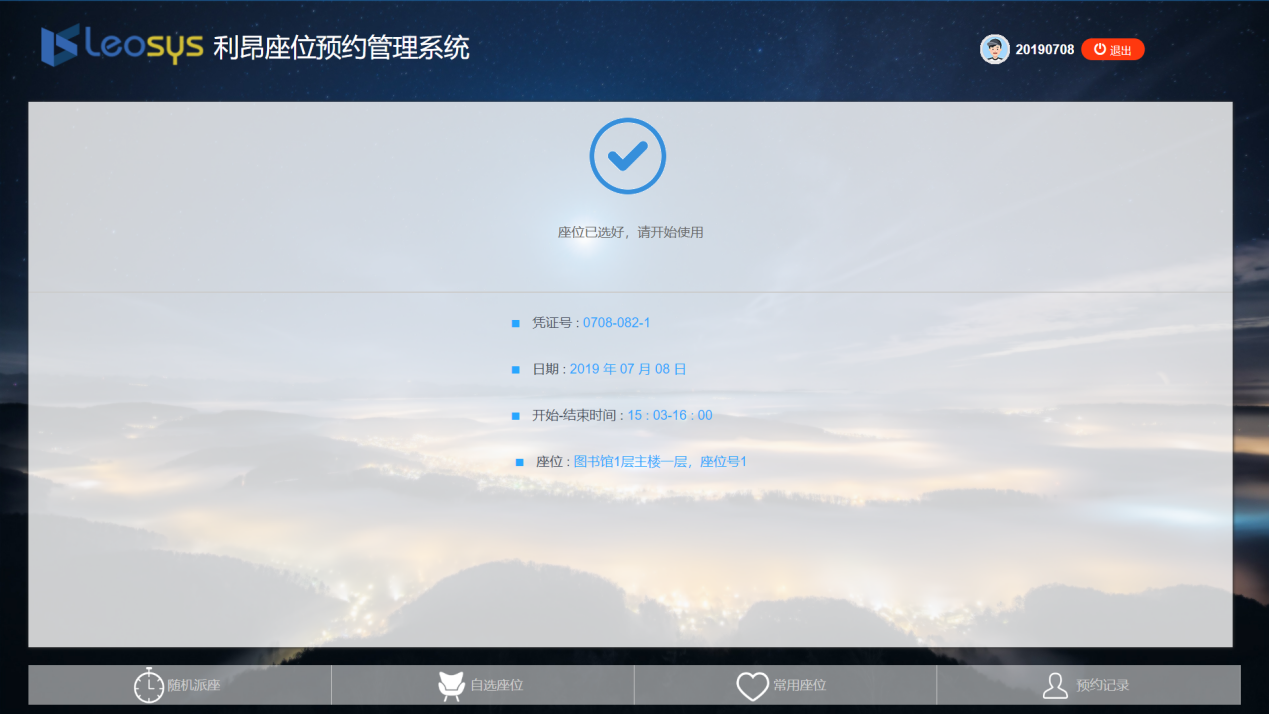 Leosys 利昂座位预约管理系统
20190708 退出
座位已选好，请开始使用
凭证号 : 0708-082-1
日期 : 2019 年 07 月 08 日
开始-结束时间 : 15 : 03-16 : 00
座位 : 图书馆1层主楼一层，座位号1
随机派座 自选座位 常用座位 预约记录